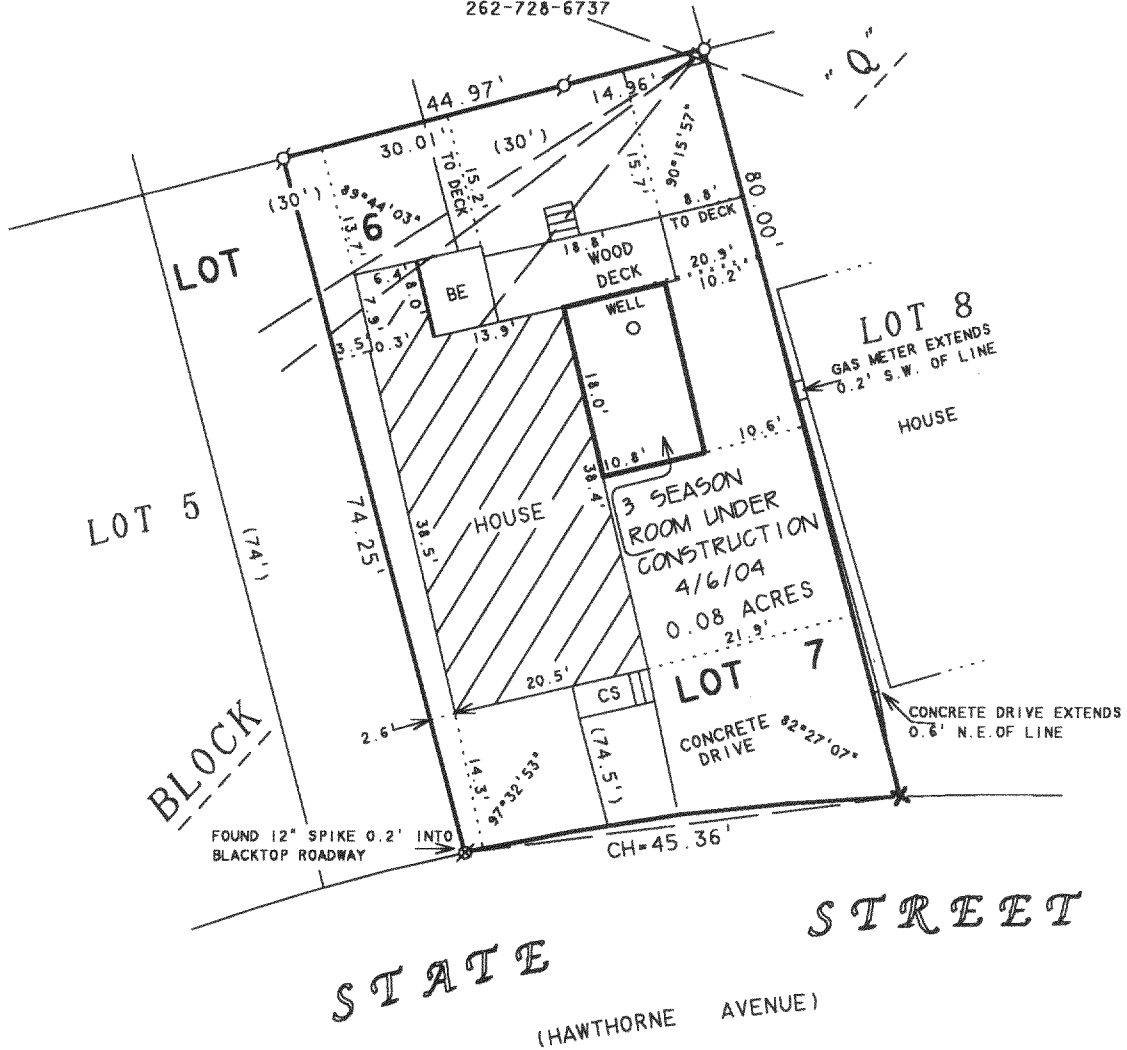 262-728-6737
"Q"
44.97'
14.96'
30.01'
(30')
TO DECK
15.2'
15.7'
90°15'57"
(30')
89°44'03"
13.7'
6
LOT
80.00'
8.8'
TO DECK
18.8'
WOOD
DECK
20.9'
10.2'
6.4'
8.0'
7.9'
BE
WELL
13.9'
3.5'
0.3'
LOT 8
GAS METER EXTENDS
0.2' S.W. OF LINE
HOUSE
18.0'
10.8'
10.6'
38.4'
LOT 5
(74')
74.25'
38.5'
HOUSE
3 SEASON
ROOM UNDER
CONSTRUCTION
4/6/04
0.08 ACRES
21.9'
LOT 7
20.5'
CS
CONCRETE
DRIVE
82°27'07"
CONCRETE DRIVE EXTENDS
0.6' N.E.OF LINE
BLOCK
2.6'
14.3'
97°32'53"
(74.5')
FOUND 12" SPIKE 0.2' INTO
BLACKTOP ROADWAY
CH=45.36'
STATE STREET
(HAWTHORNE AVENUE)